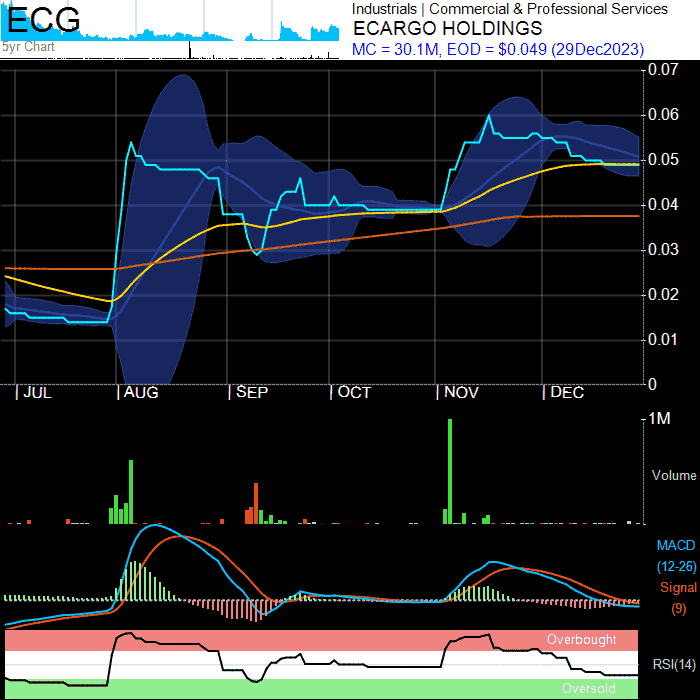 ECG
5yr Chart
Industrials | Commercial & Professional Services
ECARGO HOLDINGS
MC = 30.1M, EOD = $0.049 (29Dec2023)
0.07
0.06
0.05
0.04
0.03
0.02
0.01
0
| JUL | AUG | SEP | OCT | NOV | DEC
1M
Volume
MACD
(12-26)
Signal
(9)
Overbought
RSI(14)
Oversold